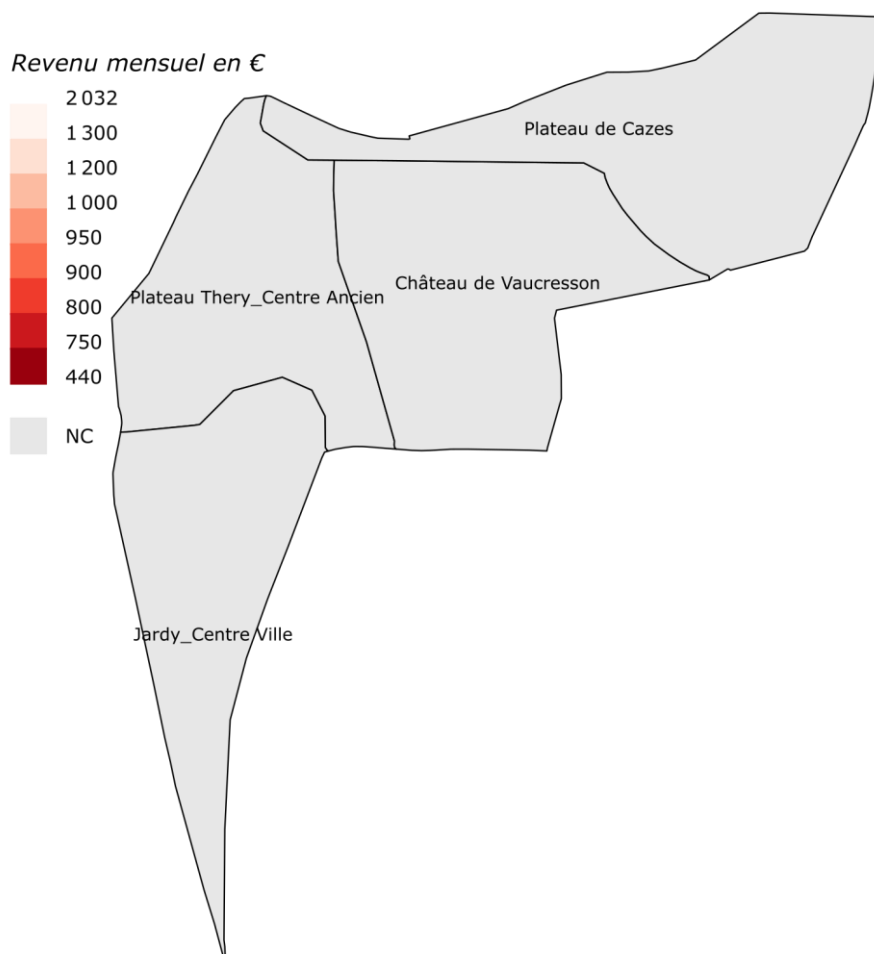 Revenu mensuel en €
2 032
1 300
1 200
1 000
950
900
800
750
440
NC
Plateau de Cazes
Château de Vaucresson
Plateau Thery_Centre Ancien
Jardy_Centre Ville